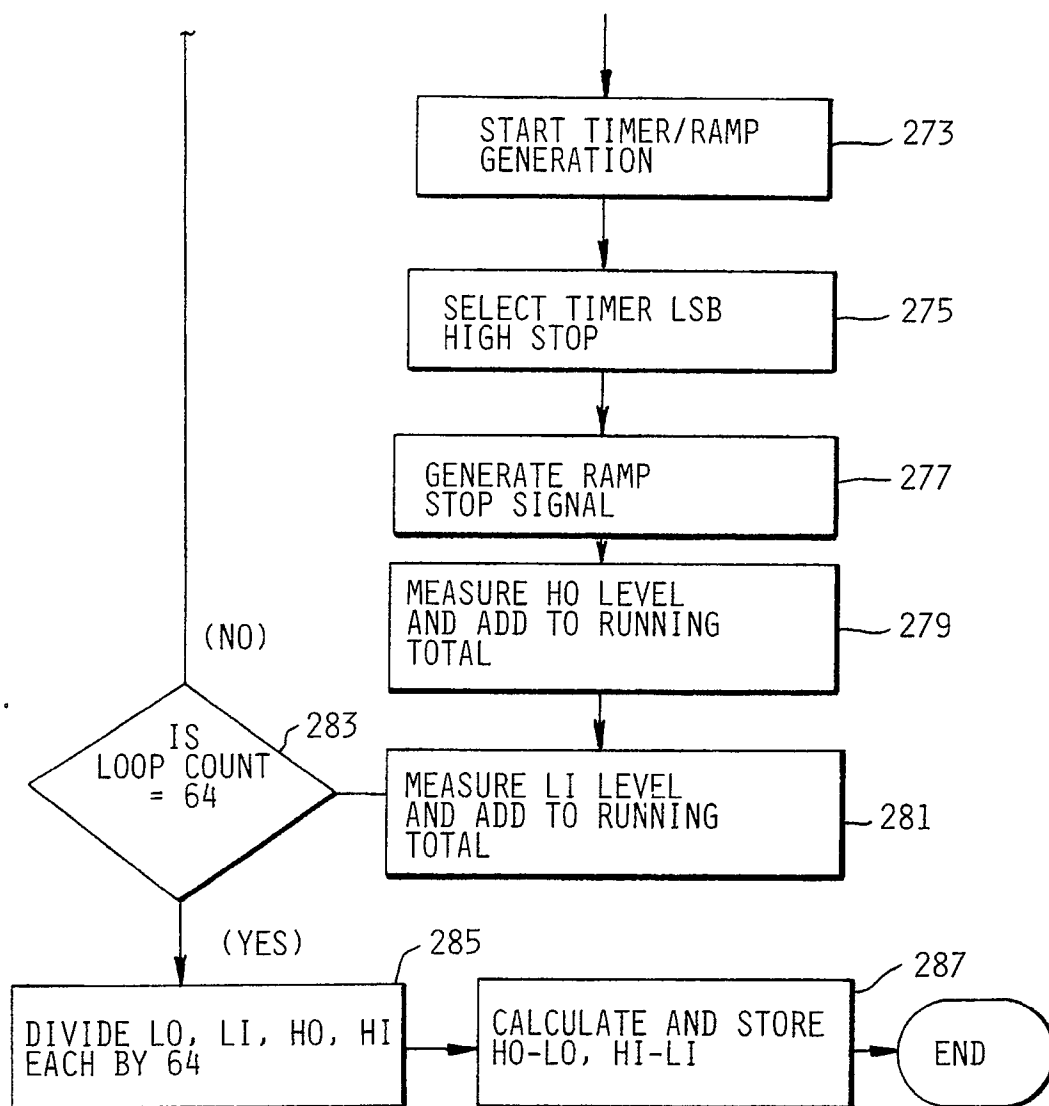 START TIMER/RAMP
GENERATION
273
SELECT TIMER LSB
HIGH STOP
275
GENERATE RAMP
STOP SIGNAL
277
MEASURE HO LEVEL
AND ADD TO RUNNING
TOTAL
279
(NO)
IS
LOOP COUNT
= 64
283
MEASURE LI LEVEL
AND ADD TO RUNNING
TOTAL
281
(YES)
285
DIVIDE LO, LI, HO, HI
EACH BY 64
287
CALCULATE AND STORE
HO-LO, HI-LI
END